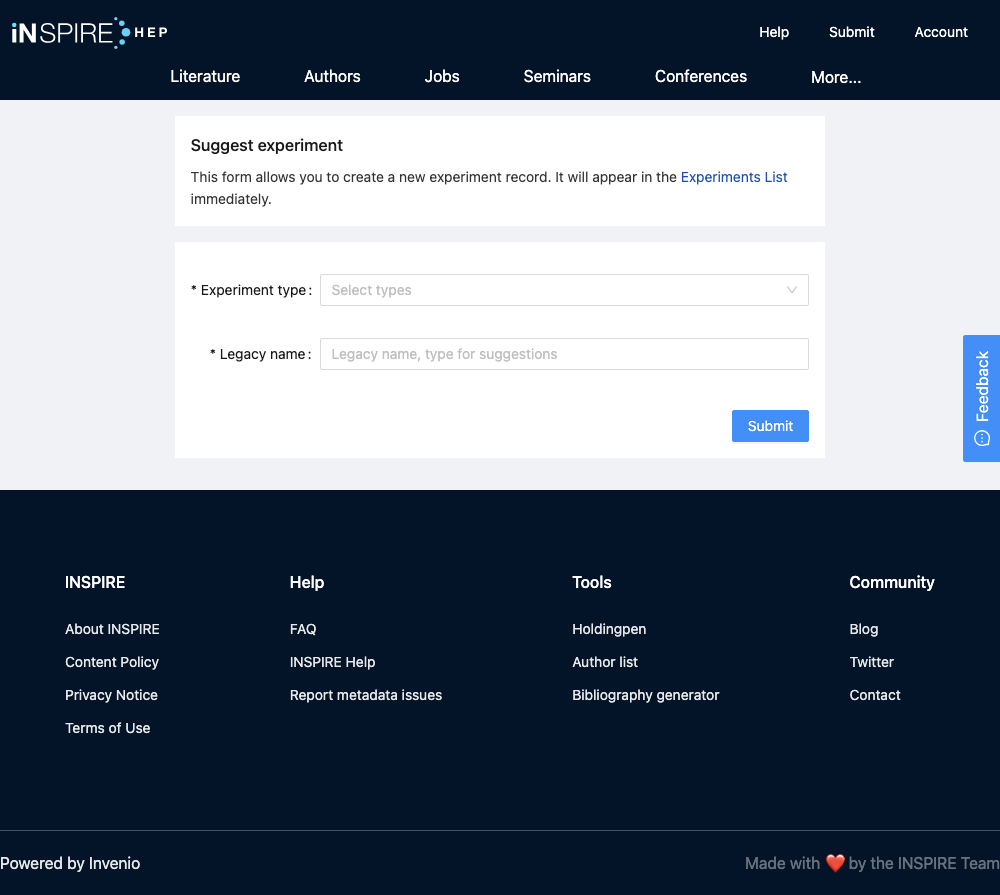 iNSPIRE HEP
Help Submit Account
Literature Authors Jobs Seminars Conferences More...
Suggest experiment
This form allows you to create a new experiment record. It will appear in the Experiments List
immediately.
* Experiment type : Select types
* Legacy name : Legacy name, type for suggestions
Submit
Feedback
INSPIRE
About INSPIRE
Content Policy
Privacy Notice
Terms of Use
Help
FAQ
INSPIRE Help
Report metadata issues
Tools
Holdingpen
Author list
Bibliography generator
Community
Blog
Twitter
Contact
Powered by Invenio
Made with ❤️ by the INSPIRE Team